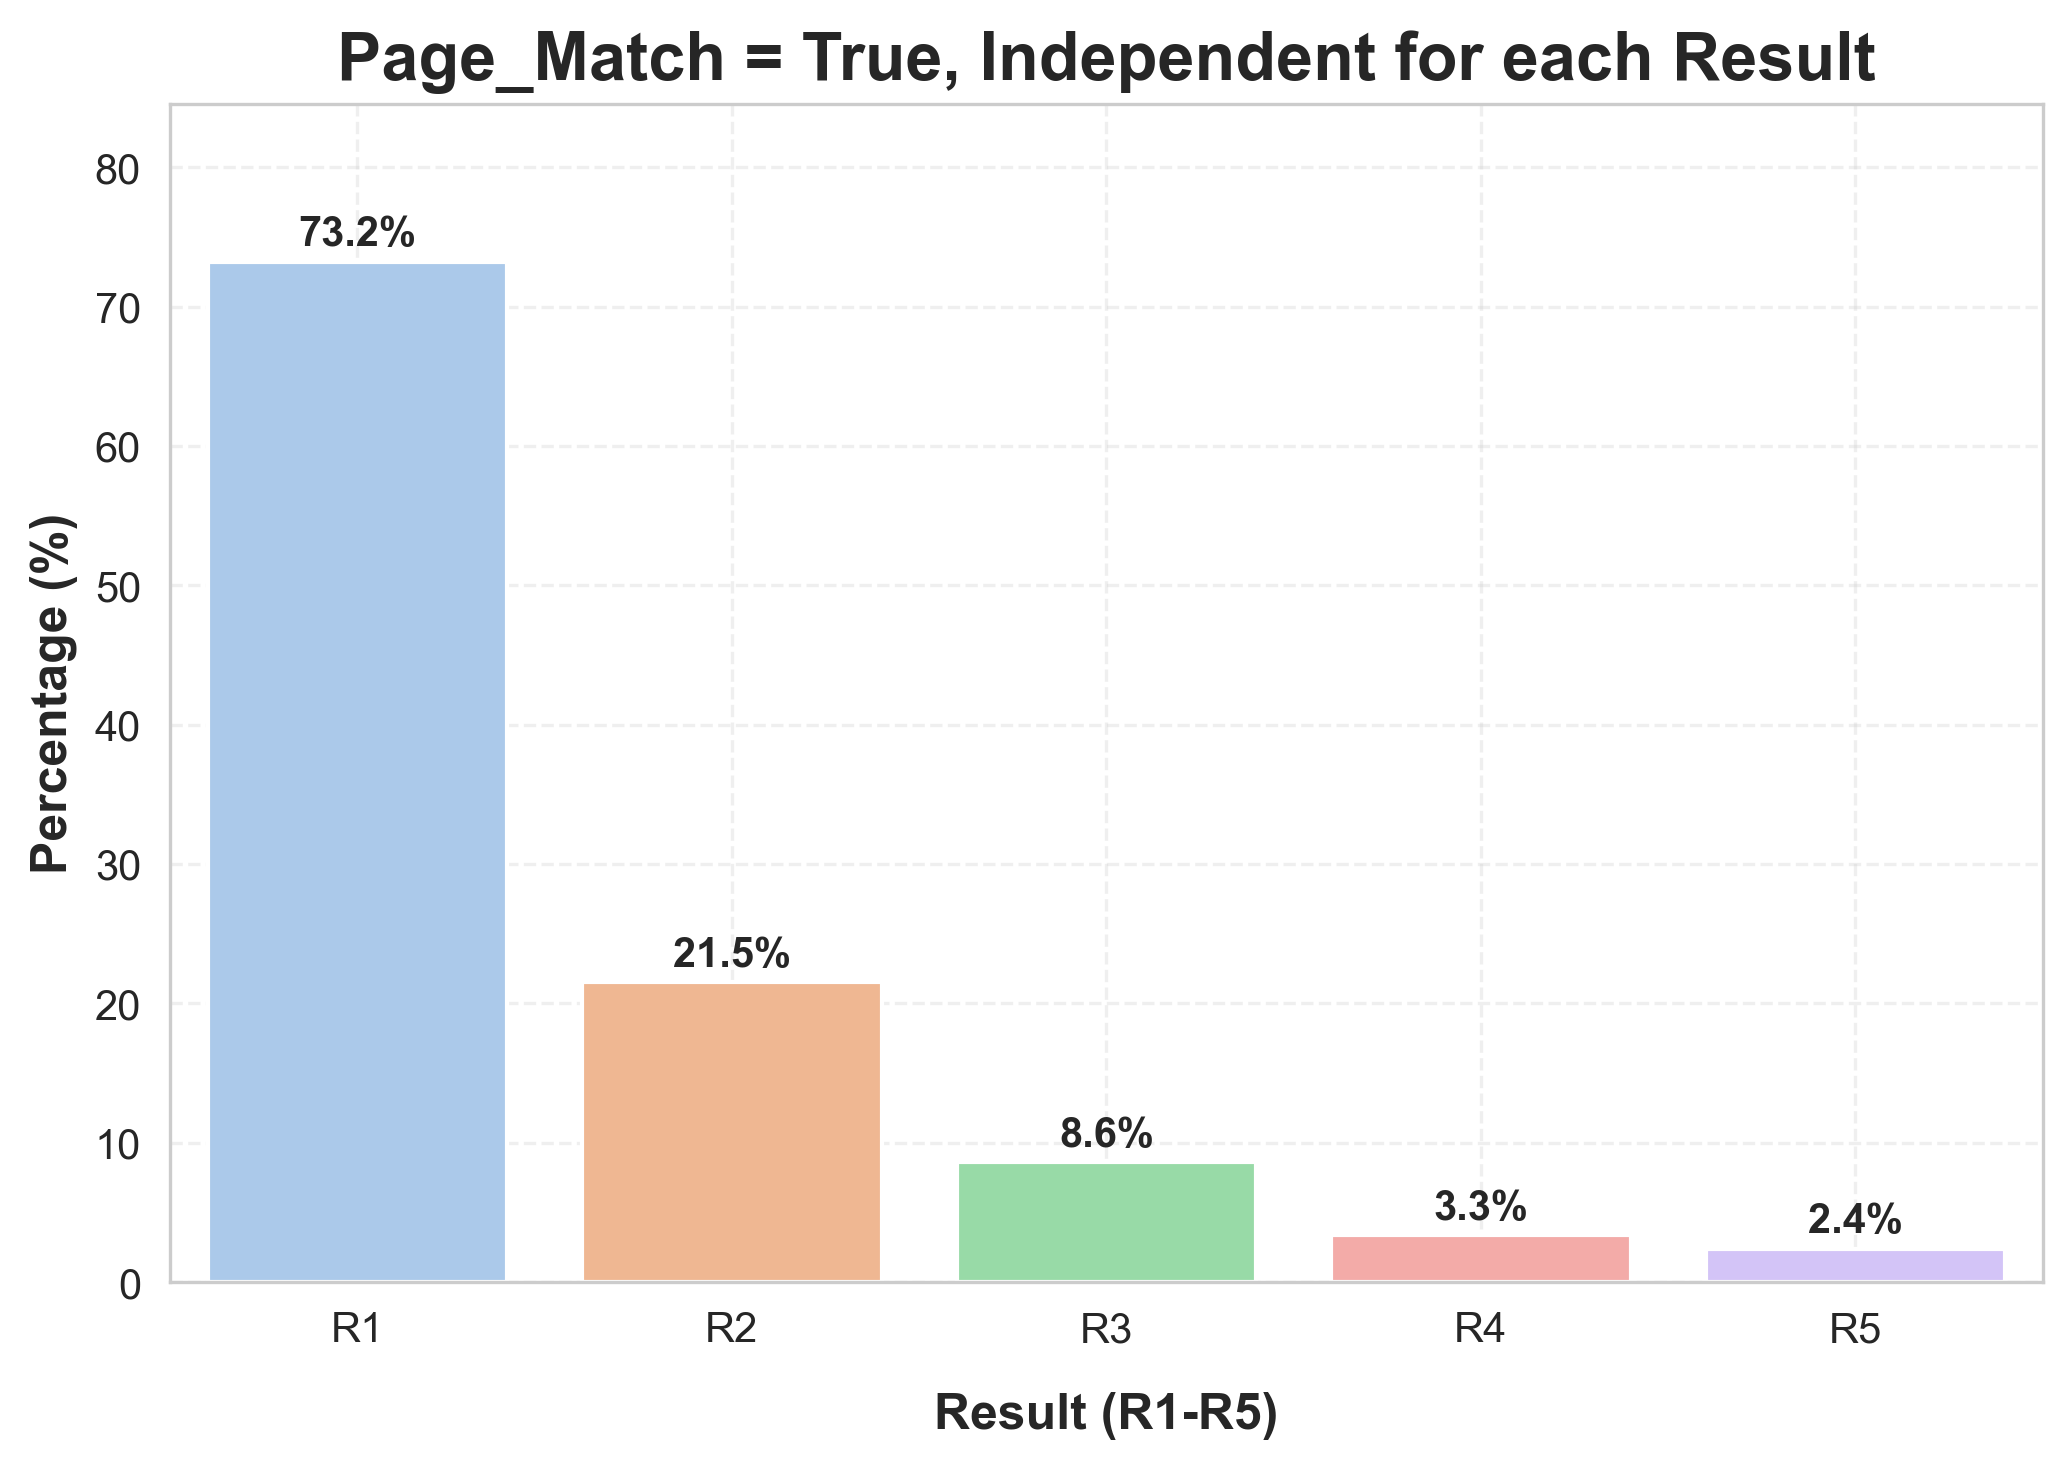 Page_Match = True, Independent for each Result
80
70
60
50
40
30
20
10
0
Percentage (%)
73.2%
21.5%
8.6%
3.3%
2.4%
R1
R2
R3
R4
R5
Result (R1-R5)